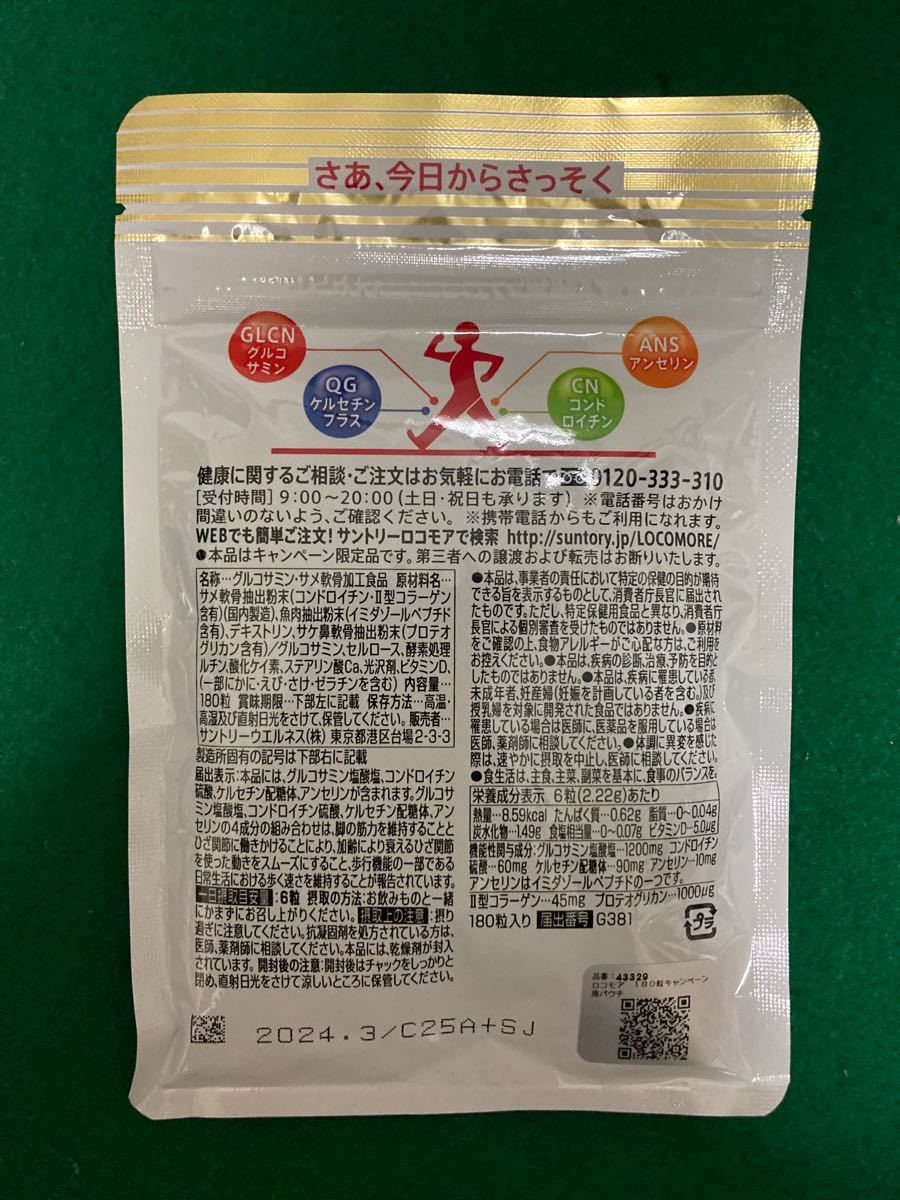 さあ、今日からさっそく
GLCN
グルコ
サミン
QG
ケルセチン
プラス
CN
コンド
ロイチン
ANS
アンセリン
健康に関するご相談・ご注文はお気軽にお電話で 0120-333-310
[受付時間] 9:00〜20:00 (土日・祝日も承ります) ※電話番号はおかけ
間違いのないよう、ご確認ください。 ※携帯電話からもご利用になれます。
WEBでも簡単ご注文! サントリーロコモアで検索 http://suntory.jp/LOCOMORE/
●本品はキャンペーン限定品です。第三者への譲渡および転売はお断りいたします。
名称…グルコサミン・サメ軟骨加工食品 原材料名…
サメ軟骨抽出粉末(コンドロイチン・Ⅱ型コラーゲン
含有)(国内製造)、魚肉抽出粉末(イミダゾールペプチド
含有)、デキストリン、サケ鼻軟骨抽出粉末(プロテオ
グリカン含有)/グルコサミン、セルロース、酵素処理
ルチン、酸化ケイ素、ステアリン酸Ca、光沢剤、ビタミンD、
(一部にかに・えび・さけ・ゼラチンを含む) 内容量…
180粒 賞味期限…下部左に記載 保存方法…高温・
高湿及び直射日光をさけて、保管してください。 販売者…
サントリーウエルネス(株) 東京都港区台場2-3-3
製造所固有の記号は下部右に記載
届出表示:本品には、グルコサミン塩酸塩、コンドロイチン
硫酸、ケルセチン配糖体、アンセリンが含まれます。グルコサ
ミン塩酸塩、コンドロイチン硫酸、ケルセチン配糖体、アン
セリンの4成分の組み合わせは、脚の筋力を維持することと
ひざ関節に働きかけることにより、加齢により衰えるひざ関節
を使った動きをスムーズにすること、歩行機能の一部である
日常生活における歩く速さを維持することが報告されています。
一日摂取目安量:6粒 摂取の方法:お飲みものと一緒
にかまずにお召し上がりください。 摂取上の注意:摂り
過ぎに注意してください。抗凝固剤を処方されている方は、
医師、薬剤師に相談してください。本品には、乾燥剤が封入
されています。開封後の注意:開封後はチャックをしっかりと
閉め、直射日光をさけて涼しいところに保管してください。
●本品は、事業者の責任において特定の保健の目的が期待
できる旨を表示するものとして、消費者庁長官に届出された
ものです。ただし、特定保健用食品と異なり、消費者庁
長官による個別審査を受けたものではありません。●原材料
をご確認の上、食物アレルギーがご心配な方は、ご利用を
お控えください。●本品は、疾病の診断、治療、予防を目的と
したものではありません。●本品は、疾病に罹患している者、
未成年者、妊産婦(妊娠を計画している者を含む。)及び
授乳婦を対象に開発された食品ではありません。●疾病に
罹患している場合は医師に、医薬品を服用している場合は
医師、薬剤師に相談してください。●体調に異変を感じた
際は、速やかに摂取を中止し、医師に相談してください。
●食生活は、主食、主菜、副菜を基本に、食事のバランスを。
栄養成分表示 6粒(2.22g)あたり
熱量…8.59kcal たんぱく質…0.62g 脂質…0〜0.04g
炭水化物…1.49g 食塩相当量…0〜0.07g ビタミンD…5.0μg
機能性関与成分:グルコサミン塩酸塩…1200mg コンドロイチン
硫酸…60mg ケルセチン配糖体…90mg アンセリン…10mg
アンセリンはイミダゾールペプチドの一つです。
Ⅱ型コラーゲン…45mg プロテオグリカン…1000μg
180粒入り 届出番号 G381
プラ
品番:43329
ロコモア 180粒キャンペーン
用パウチ
2024.3/C25A+SJ